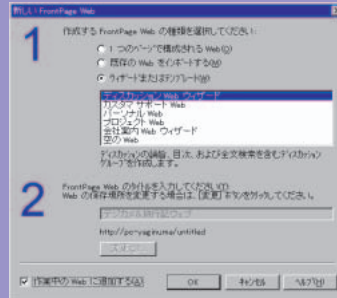 新しい FrontPage Web
1
作成する FrontPage Web の種類を選択してください:
1 つのページで構成される Web(O)
既存の Web をインポートする(M)
ウィザードまたはテンプレート(W)
ディスカッション Web ウィザード
カスタマ サポート Web
パーソナル Web
プロジェクト Web
会社案内 Web ウィザード
空の Web
ディスカッションの議論、目次、および全文検索を含むディスカッション
グループを作成します。
2
FrontPage Web のタイトルを入力してください(T)
Web の保存場所を変更する場合は、[変更] ボタンを押してください。
http://pc-yaginuma/untitled
作業中の Web に追加する(A)
OK
キャンセル
ヘルプ(H)